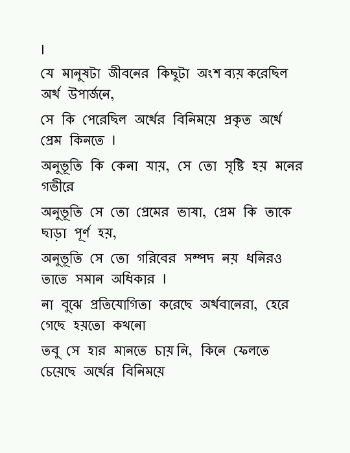 ।
যে মানুষটা জীবনের কিছুটা অংশ ব্যয় করেছিল
অর্থ উপার্জনে,
সে কি পেরেছিল অর্থের বিনিময়ে প্রকৃত অর্থে
প্রেম কিনতে ।
অনুভূতি কি কেনা যায়, সে তো সৃষ্টি হয় মনের
গভীরে
অনুভূতি সে তো প্রেমের ভাষা, প্রেম কি তাকে
ছাড়া পূর্ণ হয়,
অনুভূতি সে তো গরিবের সম্পদ নয় ধনিরও
তাতে সমান অধিকার ।
না বুঝে প্রতিযোগিতা করেছে অর্থবানেরা, হেরে
গেছে হয়তো কখনো
তবু সে হার মানতে চায় নি, কিনে ফেলতে
চেয়েছে অর্থের বিনিময়ে